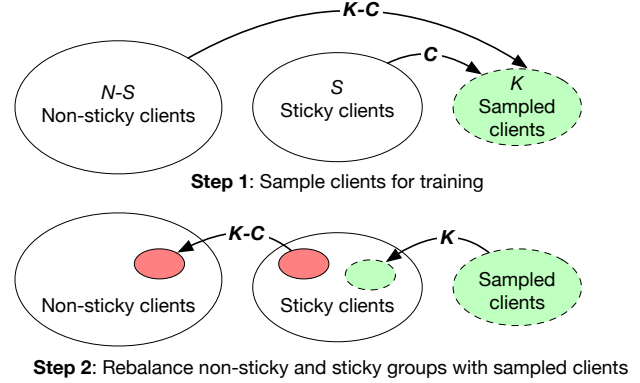 K-C
C
N-S
Non-sticky clients
S
Sticky clients
K
Sampled
clients
Step 1: Sample clients for training
K-C
K
Non-sticky clients
Sticky clients
Sampled
clients
Step 2: Rebalance non-sticky and sticky groups with sampled clients